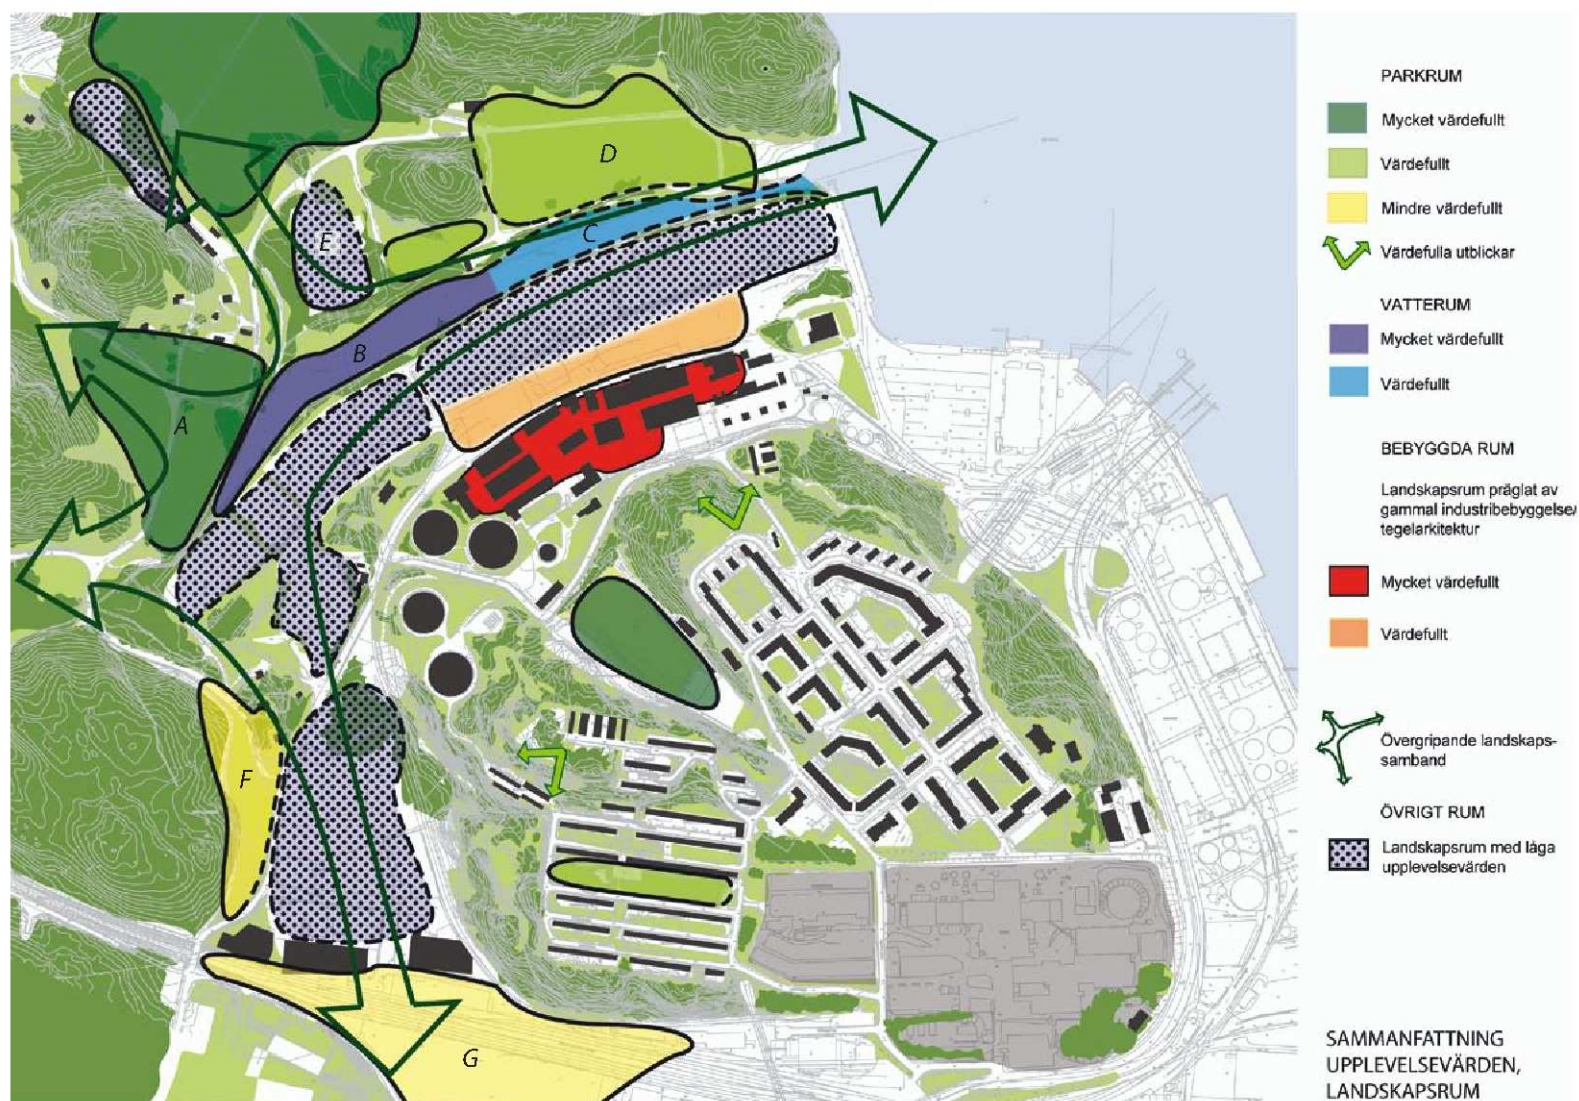 PARKRUM
Mycket värdefullt
Värdefullt
Mindre värdefullt
Värdefulla utblickar
VATTERUM
Mycket värdefullt
Värdefullt
BEBYGGDA RUM
Landskapsrum präglat av
gammal industribebyggelse/
tegelarkitektur
Mycket värdefullt
Värdefullt
Övergripande landskaps-
samband
ÖVRIGT RUM
Landskapsrum med låga
upplevelsevärden
SAMMANFATTNING
UPPLEVELSEVÄRDEN,
LANDSKAPSRUM
D
C
E
B
A
F
G